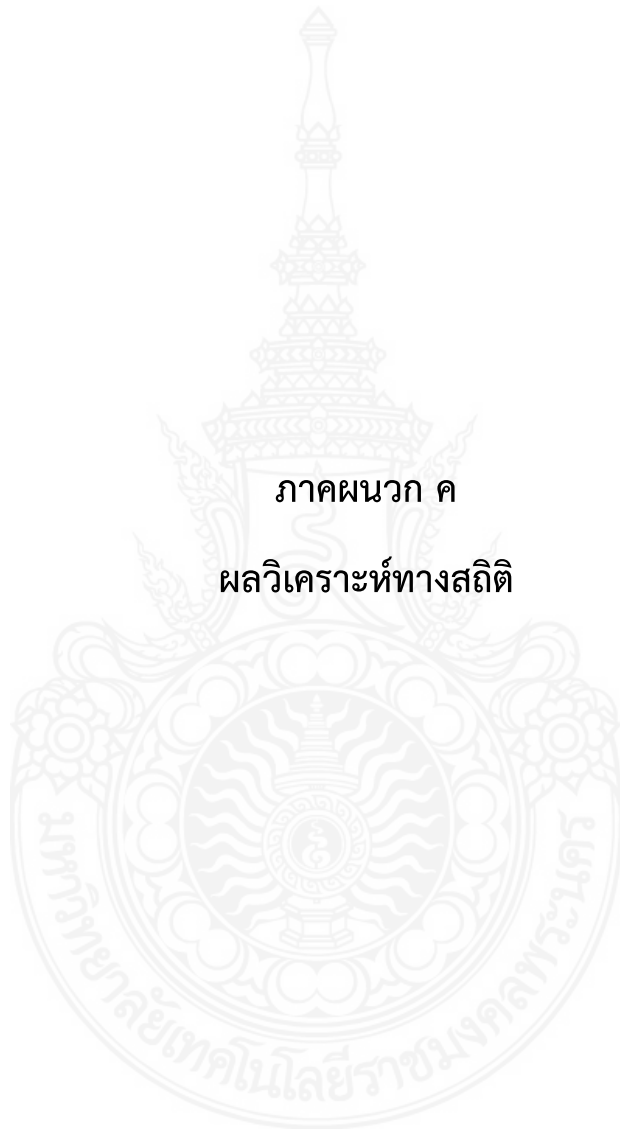 ภาคผนวก ค
ผลวิเคราะห์ทางสถิติ
มหาวิทยาลัยเทคโนโลยีราชมงคลพระนคร